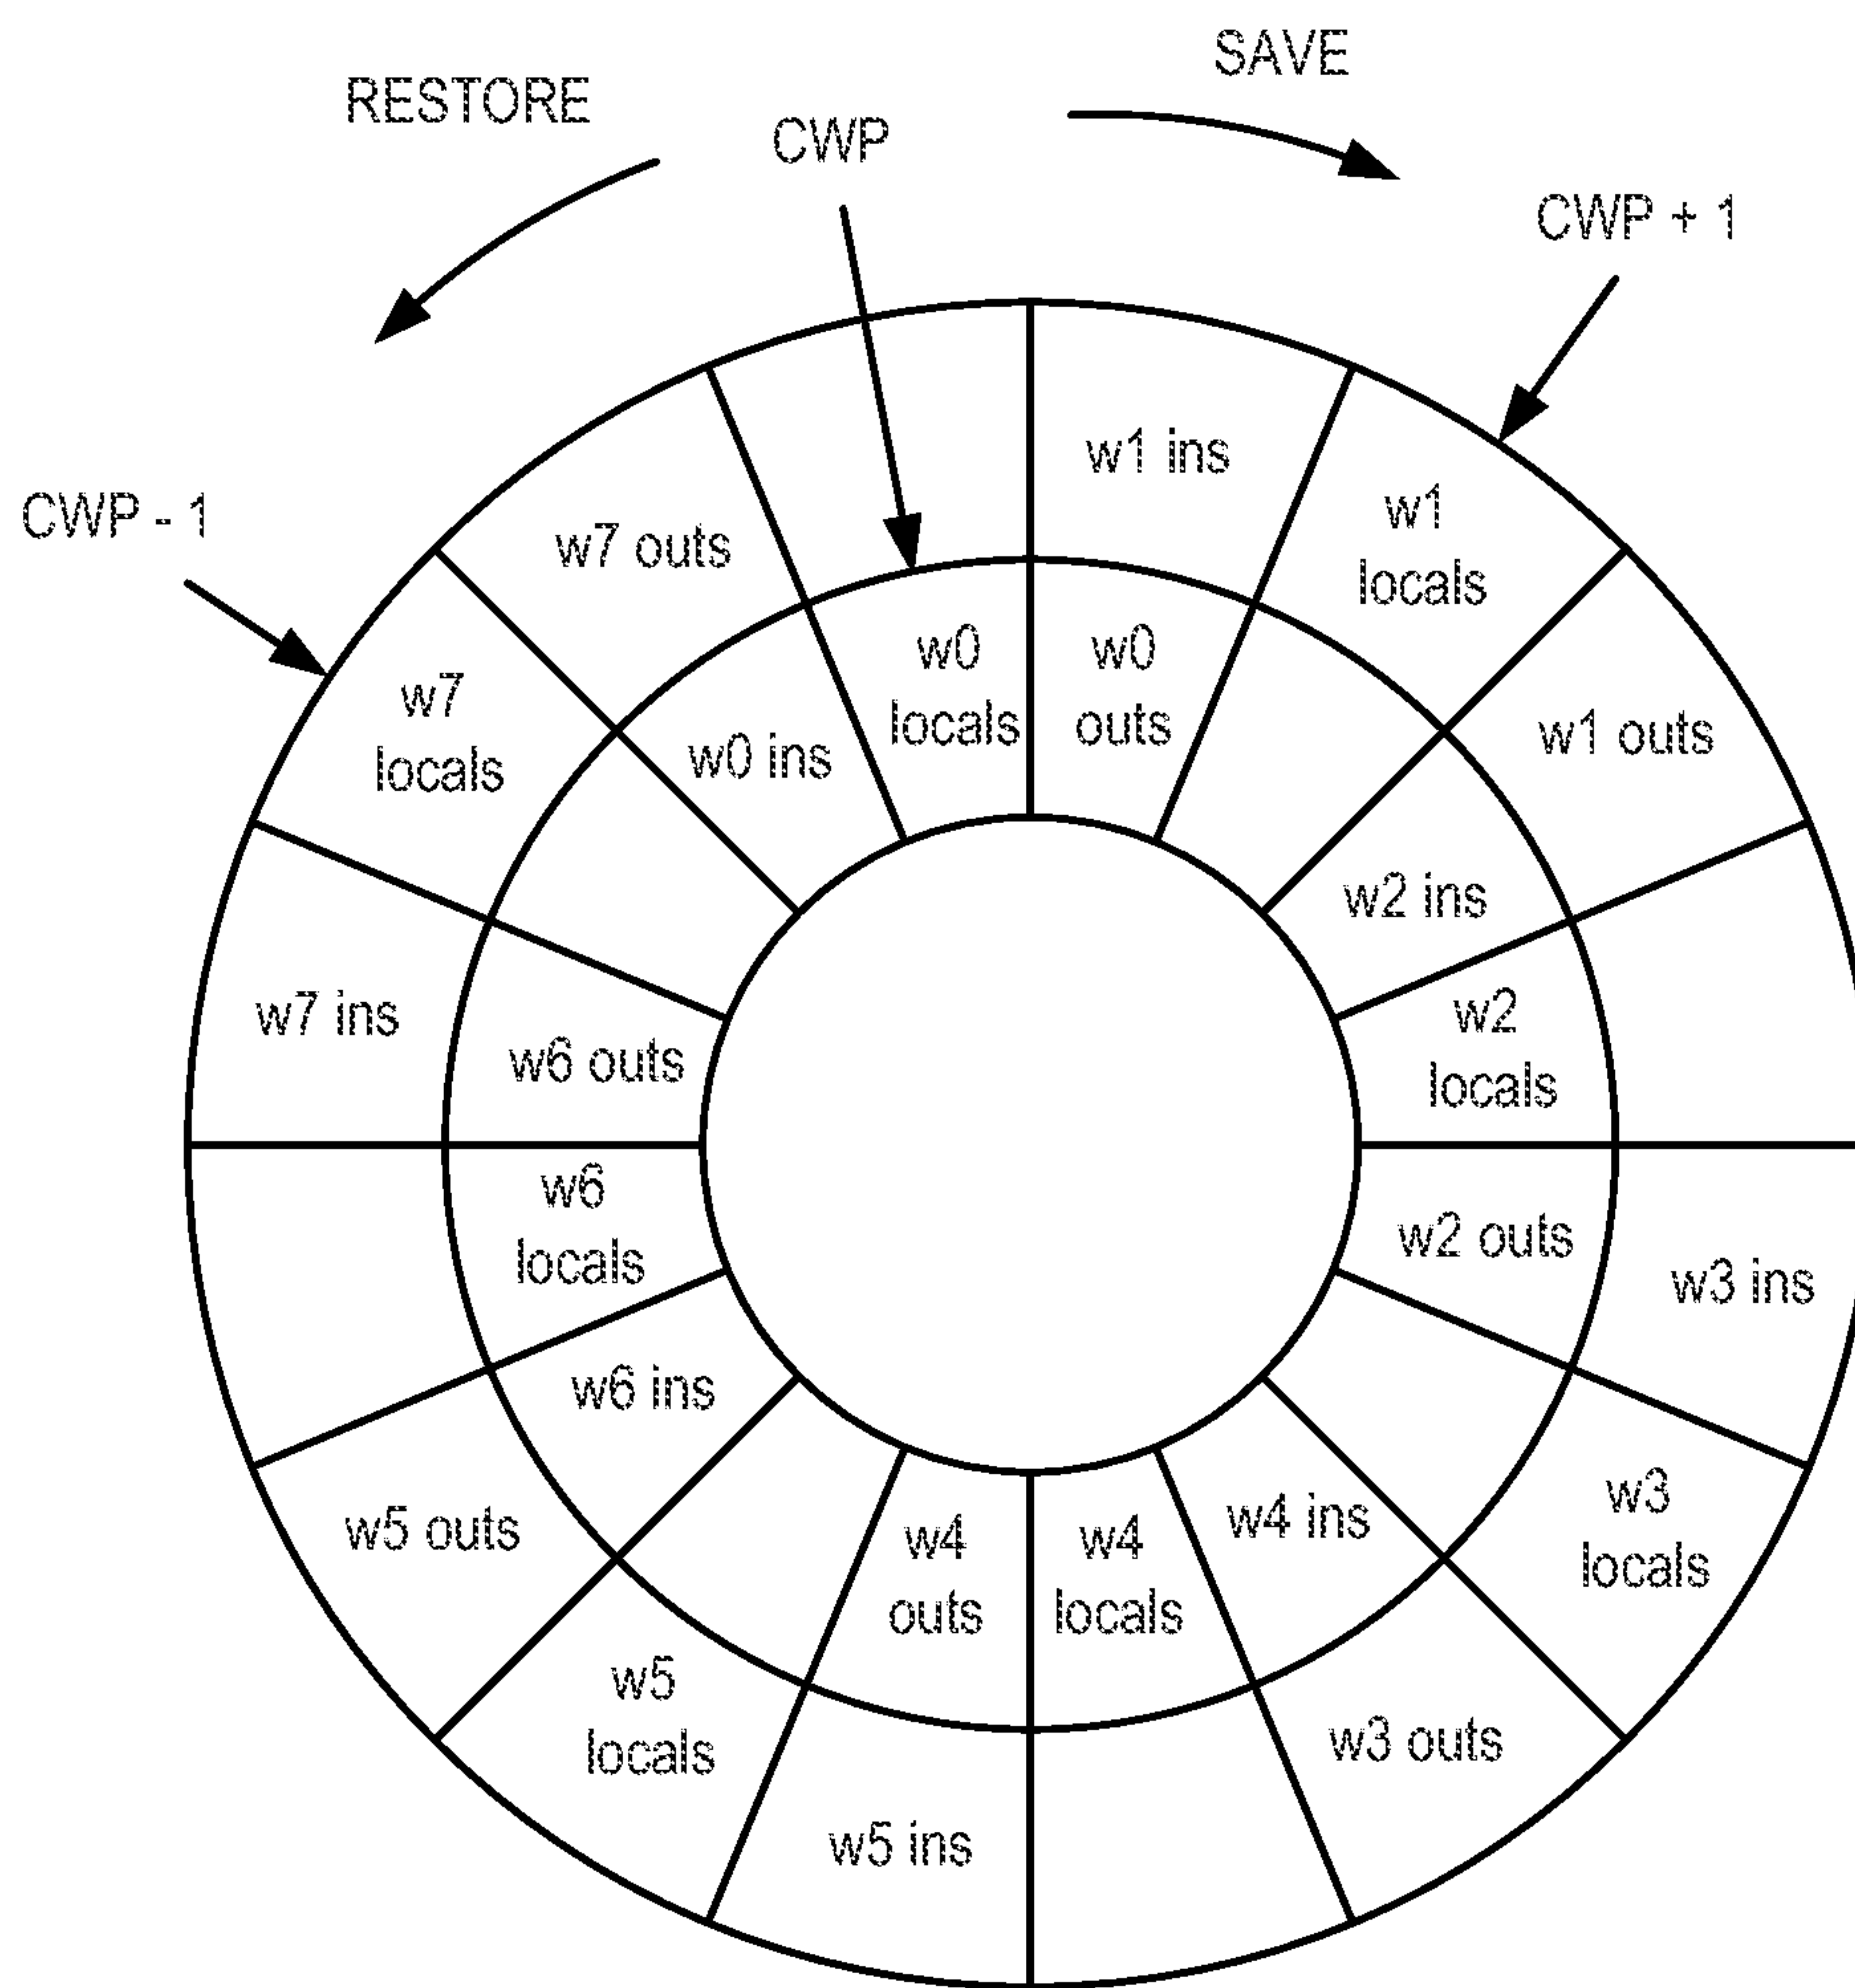 SAVE
RESTORE
CWP
CWP + 1
w1 ins
w1
locals
CWP - 1
w7 outs
w0
locals
w0
outs
w7
locals
w0 ins
w1 outs
w2 ins
w7 ins
w6 outs
w2
locals
w6
locals
w2 outs
w3 ins
w6 ins
w5 outs
w4
outs
w4
locals
w4 ins
w3
locals
w5
locals
w3 outs
w5 ins